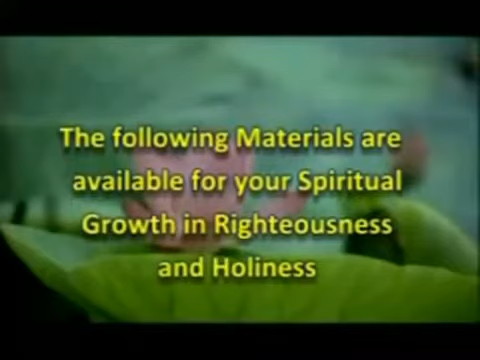 The following Materials are
available for your Spiritual
Growth in Righteousness
and Holiness